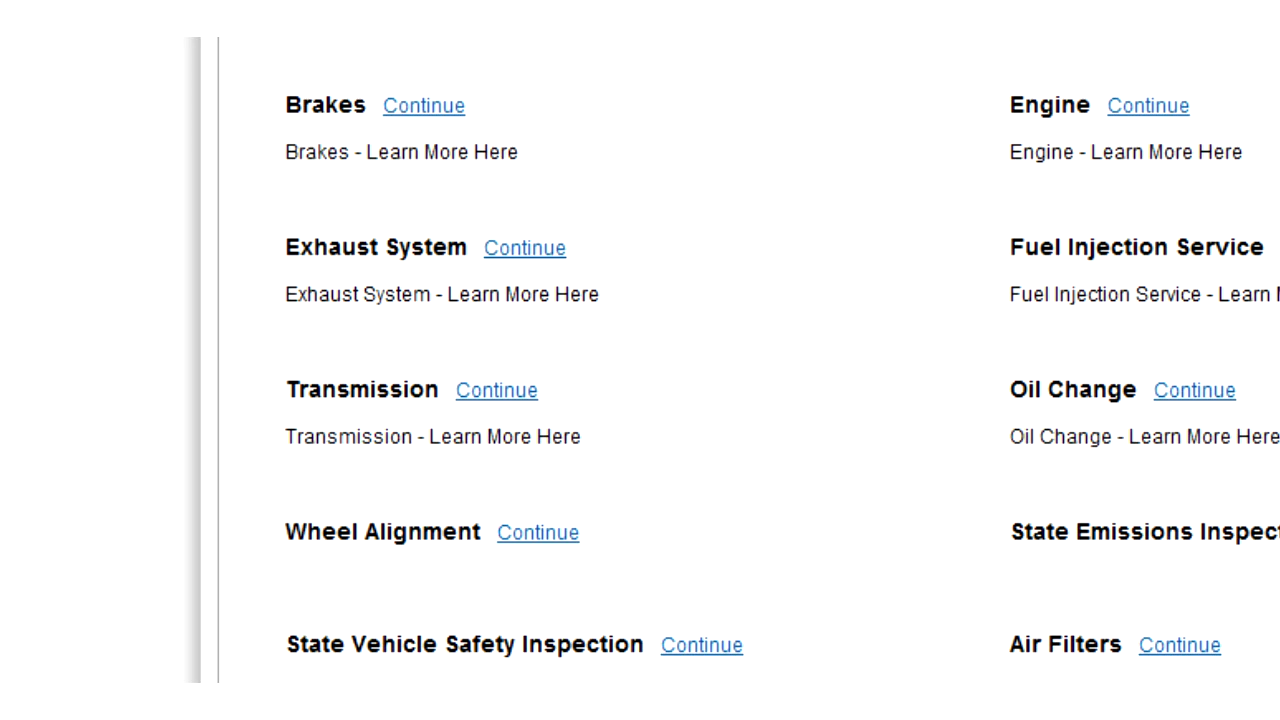 Brakes Continue
Brakes - Learn More Here
Engine Continue
Engine - Learn More Here
Exhaust System Continue
Exhaust System - Learn More Here
Fuel Injection Service
Fuel Injection Service - Learn
Transmission Continue
Transmission - Learn More Here
Oil Change Continue
Oil Change - Learn More Here
Wheel Alignment Continue
State Emissions
State Vehicle Safety Inspection Continue
Air Filters Continue